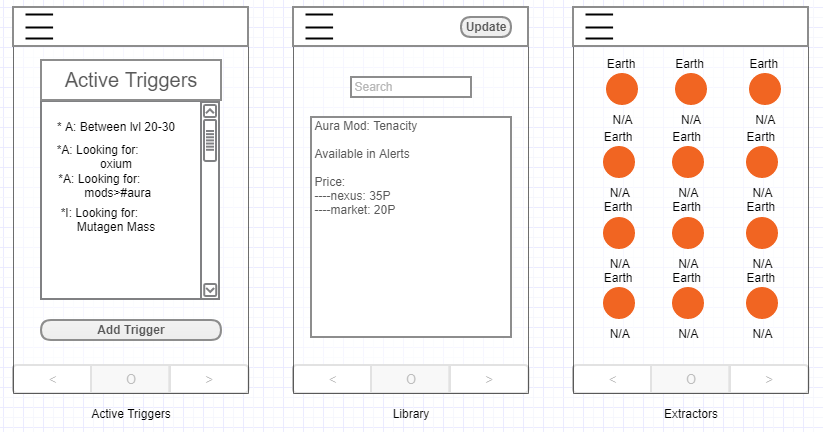 Active Triggers
* A: Between lvl 20-30
*A: Looking for:
oxium
*A: Looking for:
mods>#aura
*I: Looking for:
Mutagen Mass
Add Trigger
< O >
Active Triggers
Update
Search
Aura Mod: Tenacity
Available in Alerts
Price:
----nexus: 35P
----market: 20P
< O >
Library
Earth Earth Earth
N/A N/A N/A
Earth Earth Earth
N/A N/A N/A
Earth Earth Earth
N/A N/A N/A
Earth Earth Earth
N/A N/A N/A
< O >
Extractors